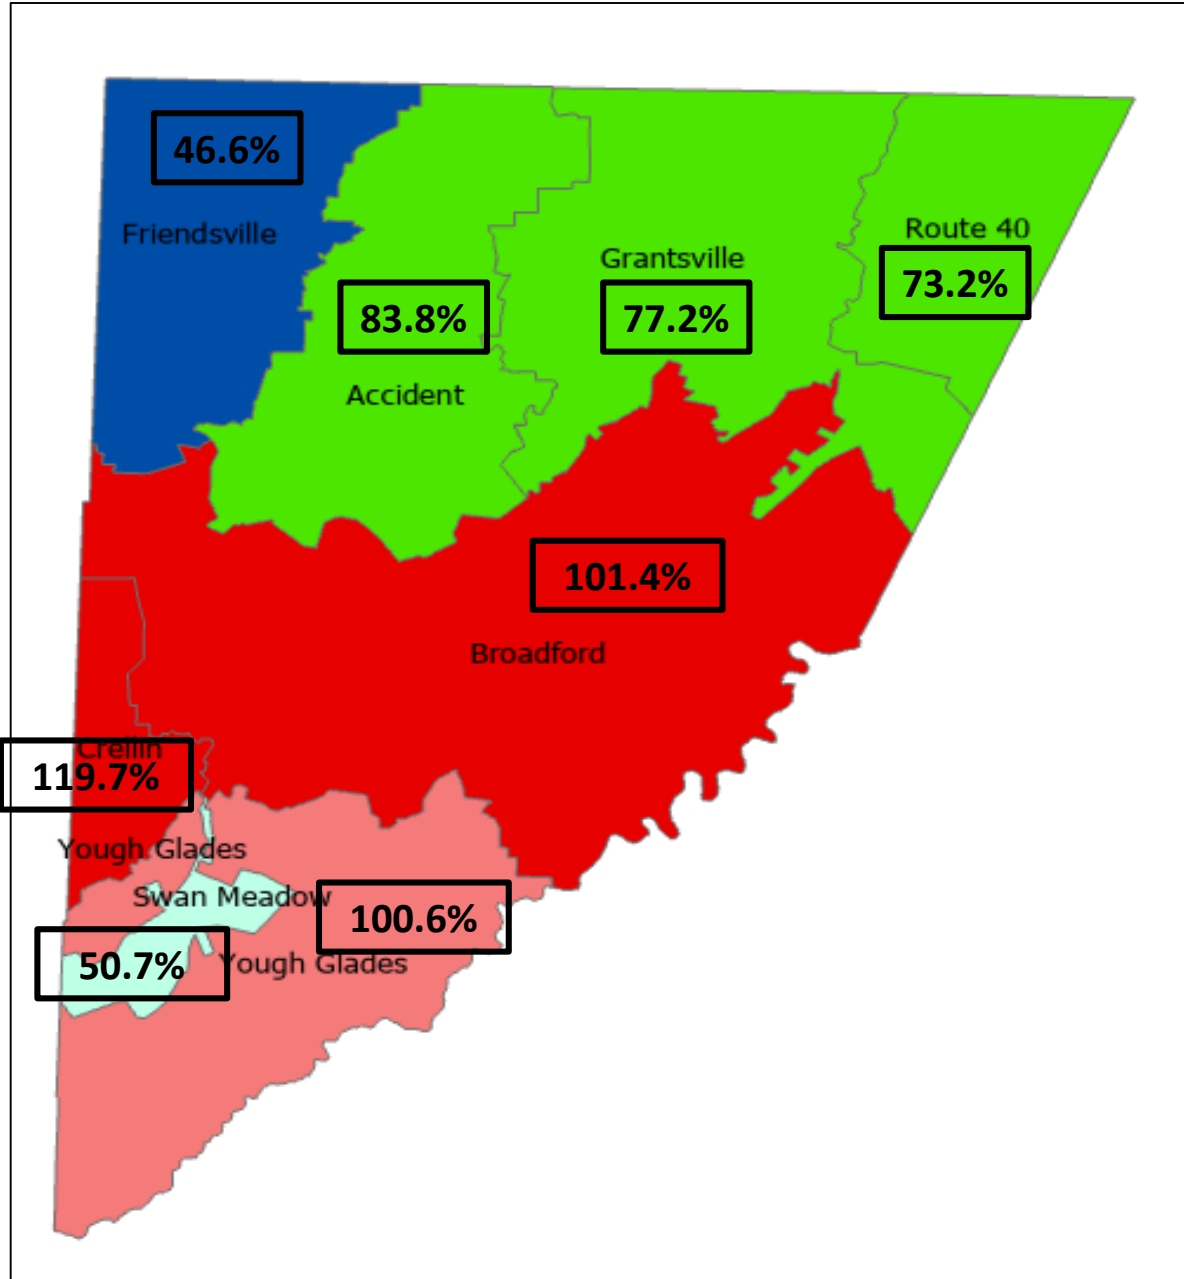 46.6%
Friendsville
Route 40
73.2%
Grantsville
77.2%
83.8%
Accident
101.4%
Broadford
Crellin
119.7%
Yough Glades
Swan Meadow
100.6%
50.7%
Yough Glades